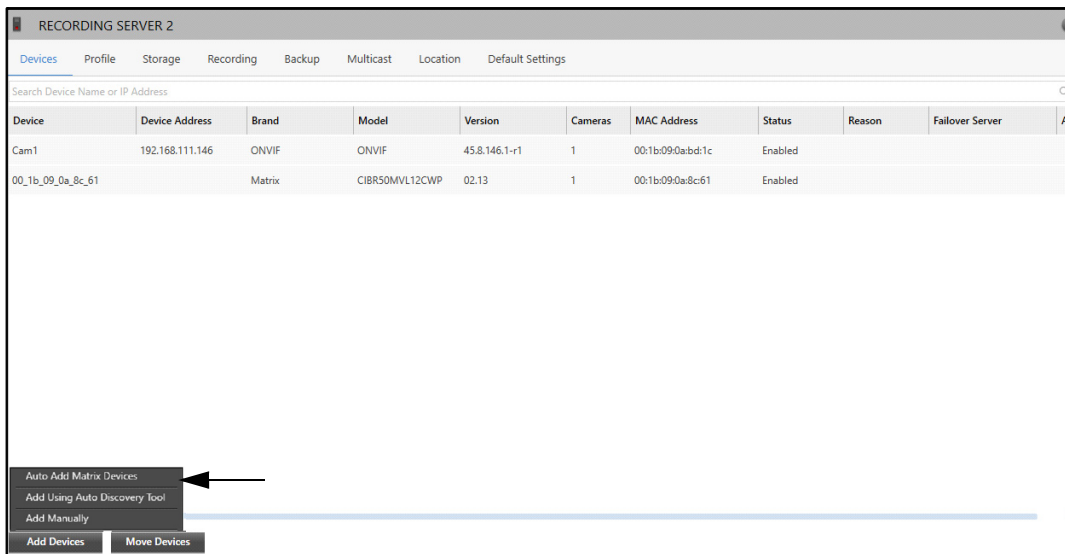 RECORDING SERVER 2
Devices Profile Storage Recording Backup Multicast Location Default Settings
Search Device Name or IP Address
Device Device Address Brand Model Version Cameras MAC Address Status Reason Failover Server
Cam1 192.168.111.146 ONVIF ONVIF 45.8.146.1-r1 1 00:1b:09:0a:bd:1c Enabled
00_1b_09_0a_8c_61 Matrix CIBR50MVL12CWP 02.13 1 00:1b:09:0a:8c:61 Enabled
Auto Add Matrix Devices
Add Using Auto Discovery Tool
Add Manually
Add Devices Move Devices